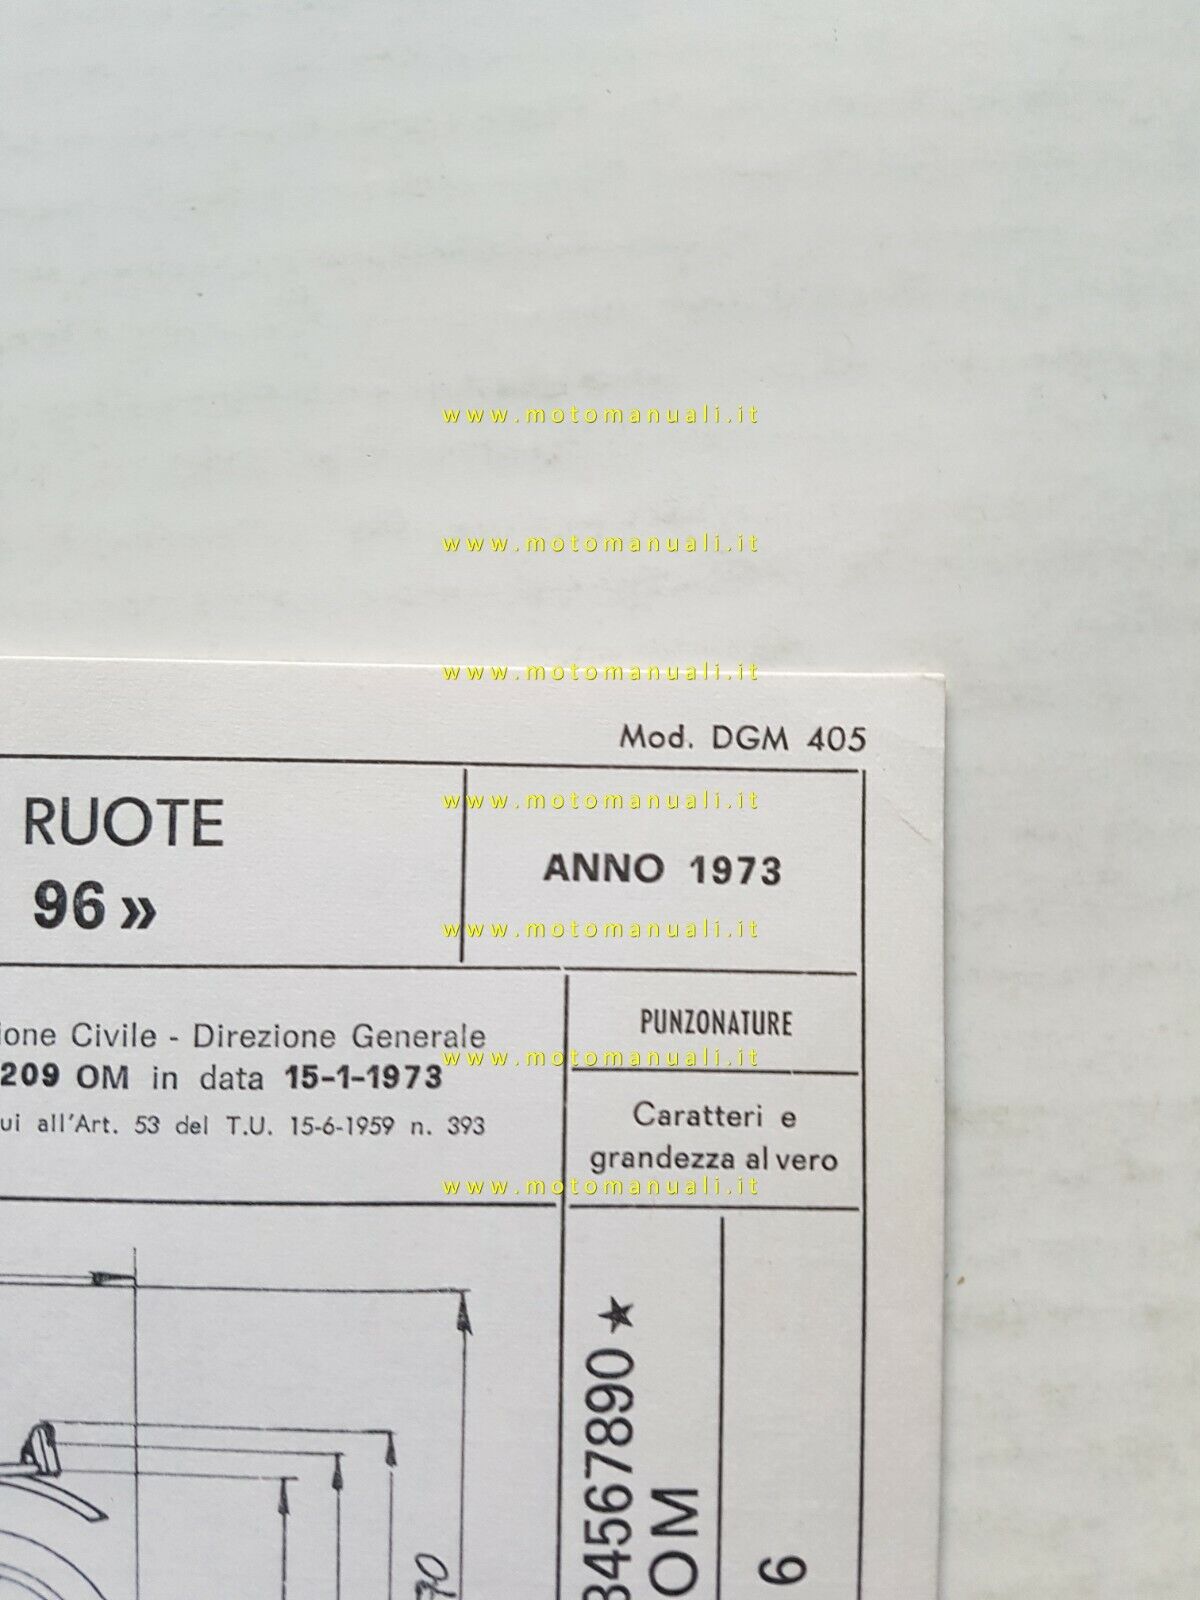 www.motomanuali.it
www.motomanuali.it
www.motomanuali.it
Mod. DGM 405
www.motomanuali.it
RUOTE
96»
ANNO 1973
www.motomanuali.it
ione Civile - Direzione Generale
209 OM in data 15-1-1973
ui all'Art. 53 del T.U. 15-6-1959 n. 393
PUNZONATURE
www.motomanuali.it
Caratteri e
grandezza al vero
www.motomanuali.it
34567890★
OM
6